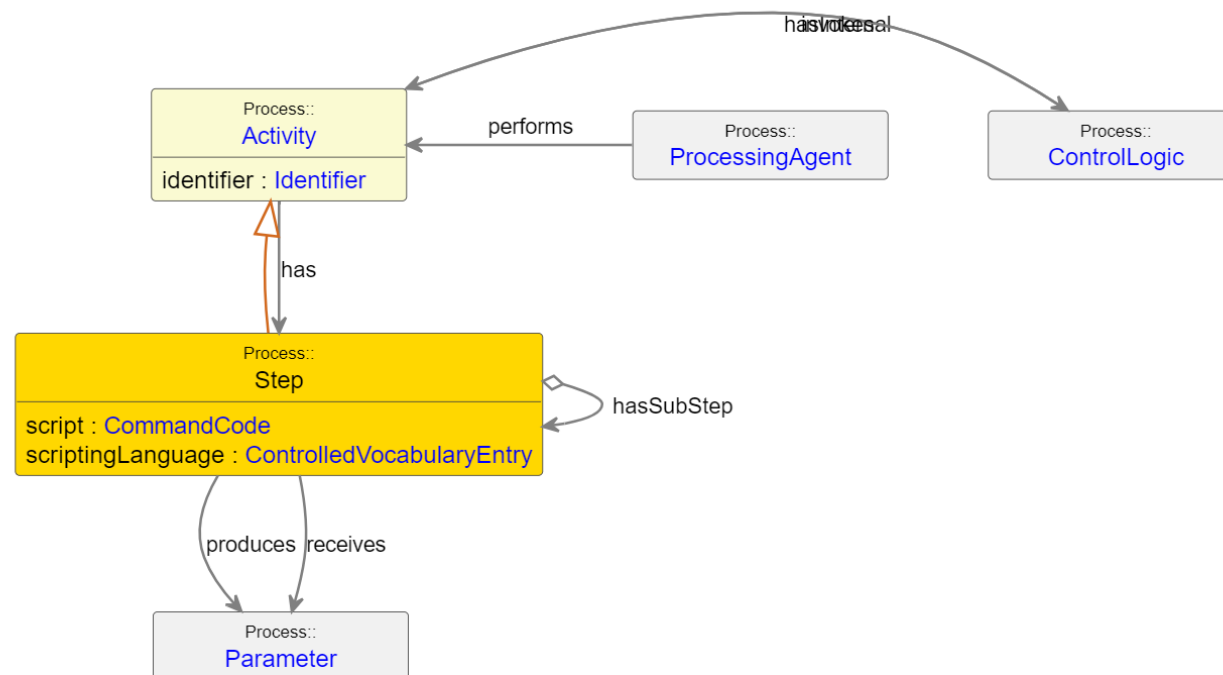 hasInternal
invokes
Process::
Activity
identifier : Identifier
performs
Process::
ProcessingAgent
Process::
ControlLogic
has
Process::
Step
script : CommandCode
scriptingLanguage : ControlledVocabularyEntry
hasSubStep
produces
receives
Process::
Parameter